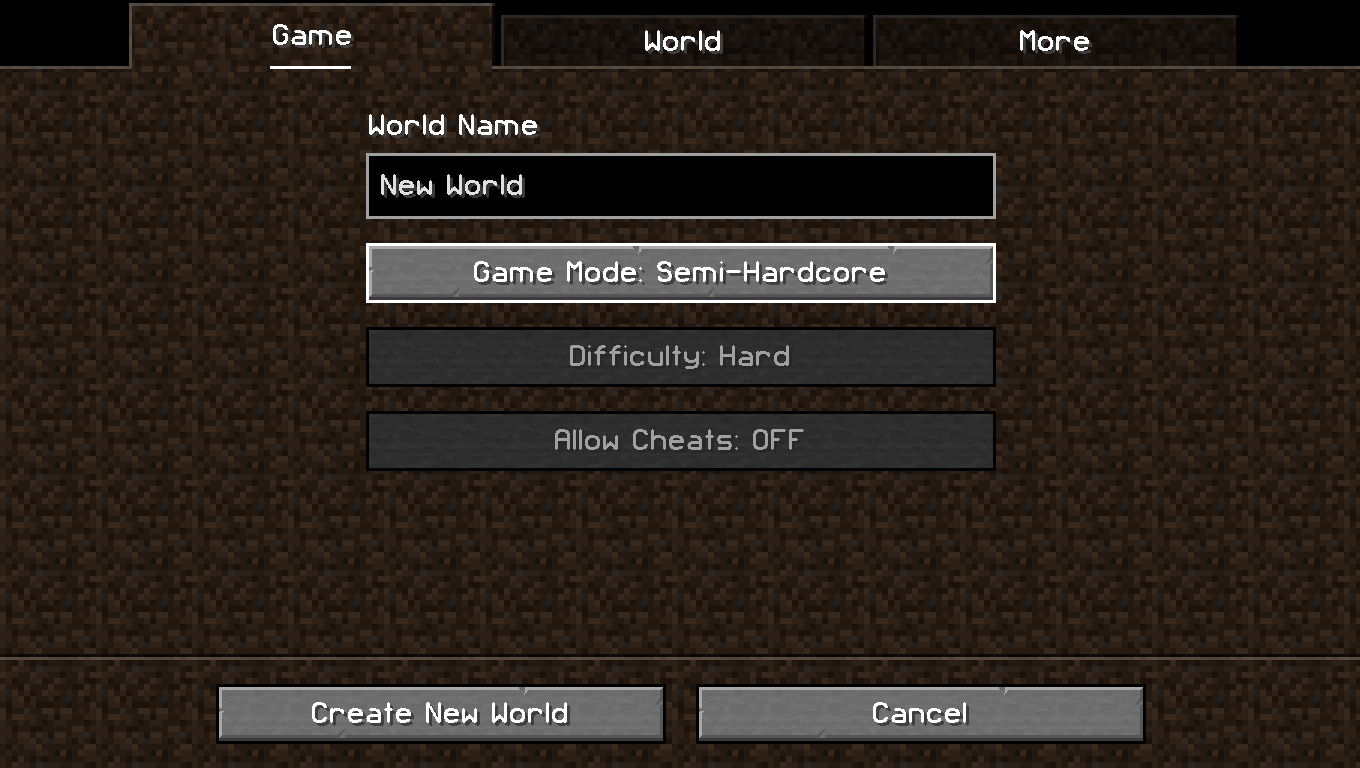 Game
World
More
World Name
New World
Game Mode: Semi-Hardcore
Difficulty: Hard
Allow Cheats: OFF
Create New World
Cancel